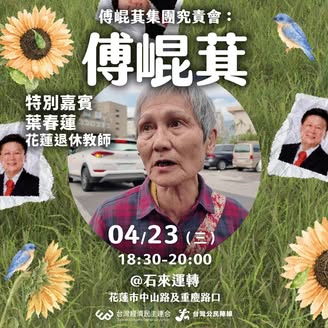 傅崐萁集團究責會：
傅崐萁
特別嘉賓
葉春蓮
花蓮退休教師
04/23 (三)
18:30-20:00
@石來運轉
花蓮市中山路及重慶路口
台灣經濟民主連合
台灣公民陣線